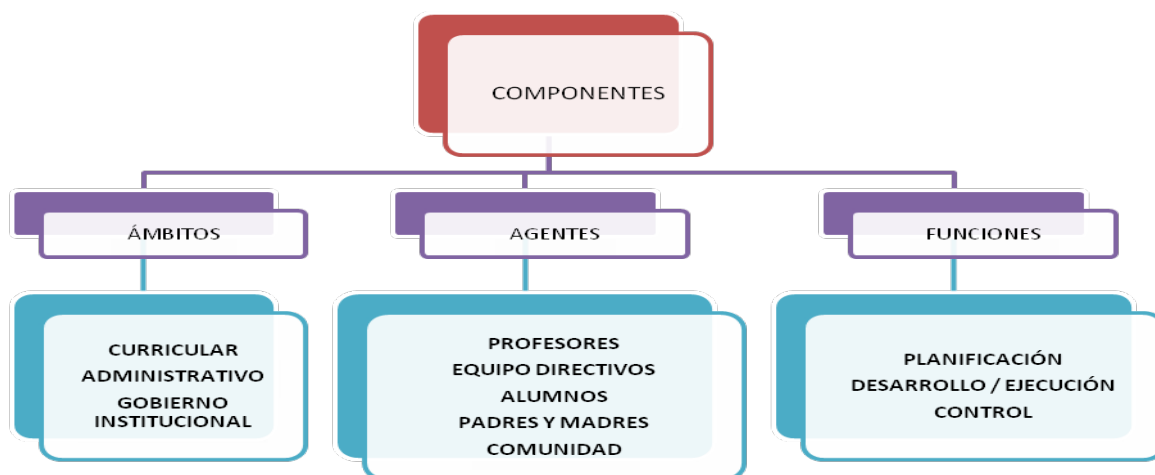 COMPONENTES
ÁMBITOS
AGENTES
FUNCIONES
CURRICULAR
ADMINISTRATIVO
GOBIERNO
INSTITUCIONAL
PROFESORES
EQUIPO DIRECTIVOS
ALUMNOS
PADRES Y MADRES
COMUNIDAD
PLANIFICACIÓN
DESARROLLO / EJECUCIÓN
CONTROL